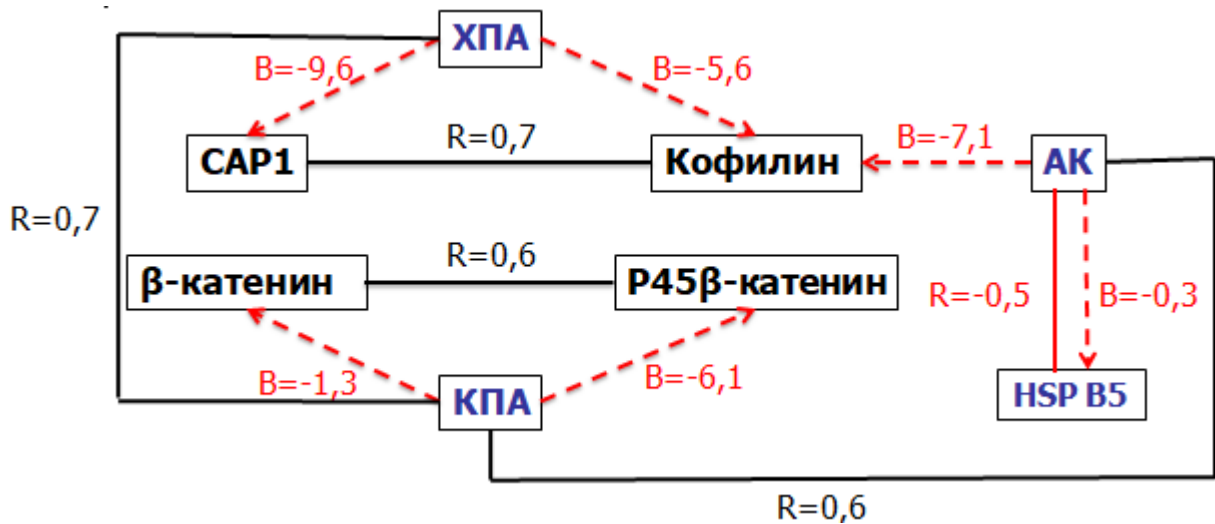 ХПА
B=-9,6
B=-5,6
CAP1
R=0,7
Кофилин
B=-7,1
АК
R=0,7
β-катенин
R=0,6
P45β-катенин
R=-0,5
B=-0,3
B=-1,3
КПА
B=-6,1
HSP B5
R=0,6